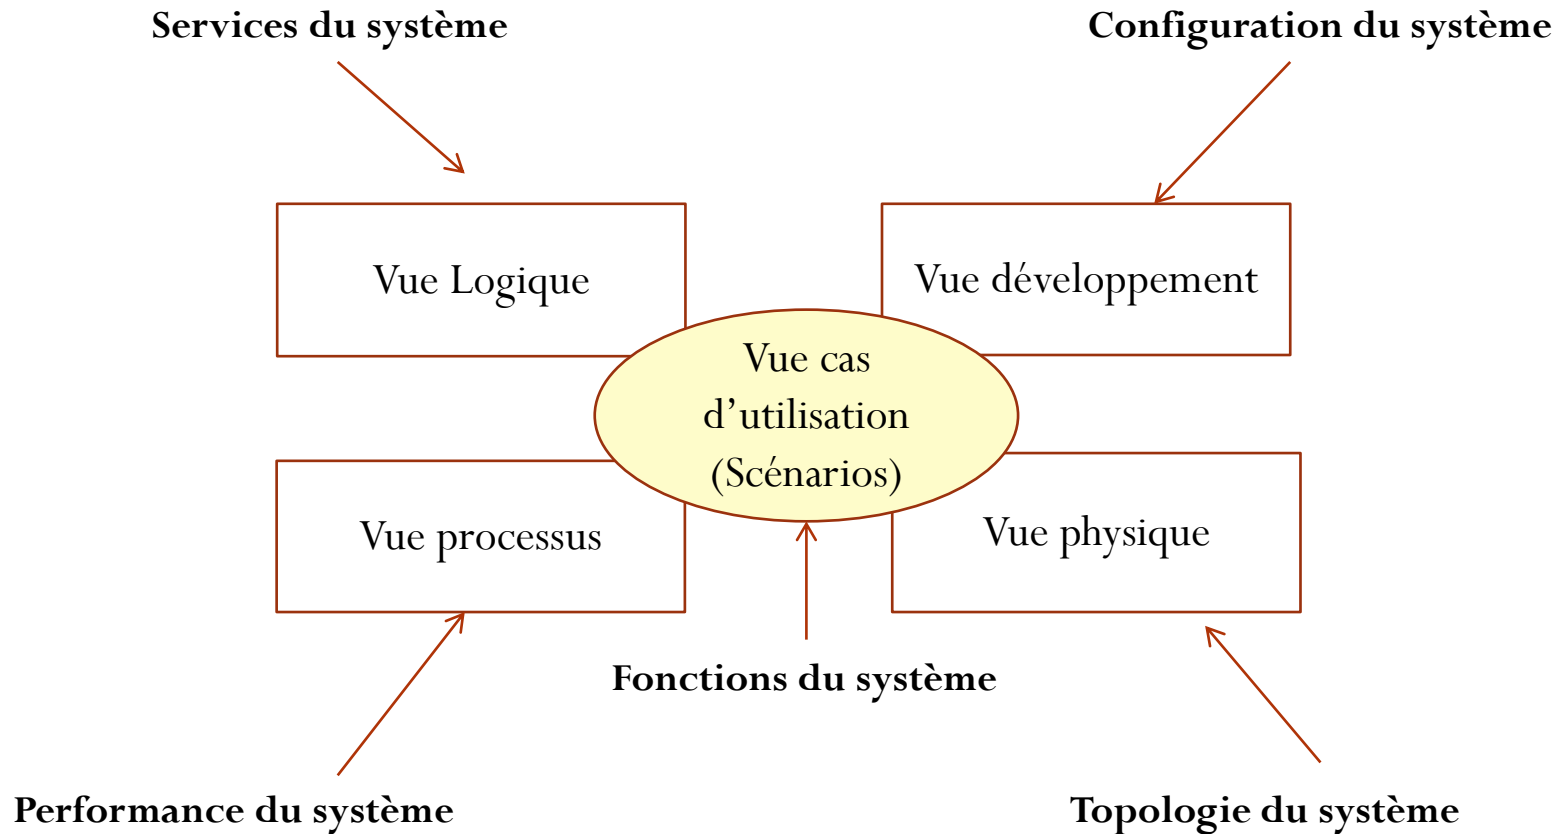 Services du système
Configuration du système
Vue Logique
Vue développement
Vue cas
d’utilisation
(Scénarios)
Vue processus
Vue physique
Fonctions du système
Performance du système
Topologie du système